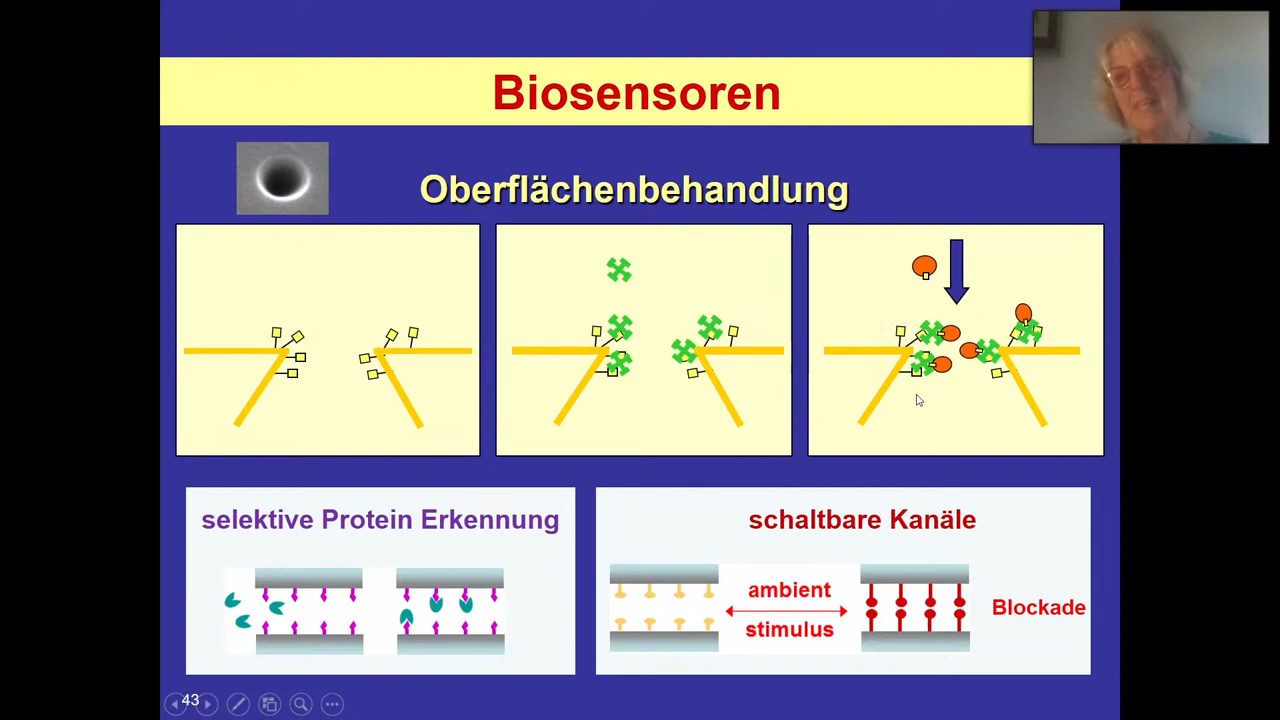 Biosensoren
Oberflächenbehandlung
selektive Protein Erkennung
schaltbare Kanäle
ambient
stimulus
Blockade
43